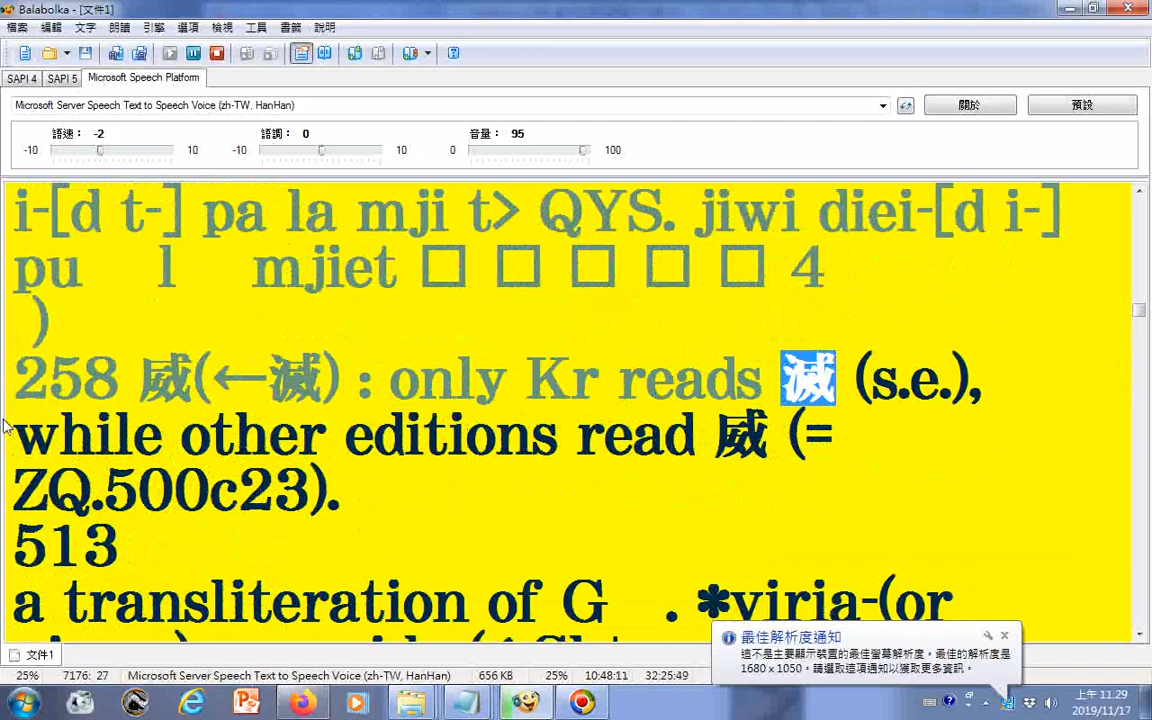 Balabolka - [文件1]
檔案 編輯 文字 朗讀 引擎 選項 檢視 工具 書籤 說明
SAPI 4 SAPI 5 Microsoft Speech Platform
Microsoft Server Speech Text to Speech Voice (zh-TW, HanHan) 關於 預設
語速： -2 語調： 0 音量： 95
-10 10 -10 10 0 100
i-[d t-] pa la mji t> QYS. jiwi diei-[d i-]
pu l mjiet □ □ □ □ □ 4
)
258 威(←滅) : only Kr reads 滅 (s.e.),
while other editions read 威 (=
ZQ.500c23).
513
a transliteration of G . *viria-(or
最佳解析度通知
這不是主要顯示裝置的最佳螢幕解析度。最佳的解析度是
1680 x 1050。請選取這項通知以獲取更多資訊。
文件1
25% 7176: 27 Microsoft Server Speech Text to Speech Voice (zh-TW, HanHan) 656 KB 25% 10:48:11 32:25:49
上午 11:29
2019/11/17